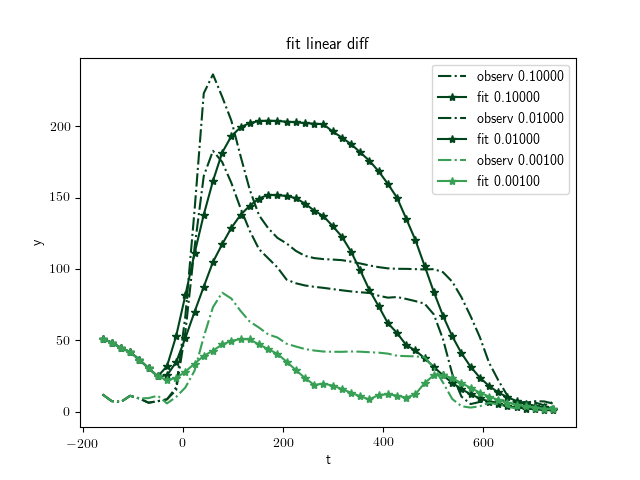 fit linear diff
observ 0.10000
fit 0.10000
observ 0.01000
fit 0.01000
observ 0.00100
fit 0.00100
200
150
100
50
0
y
−200 0 200 400 600
t